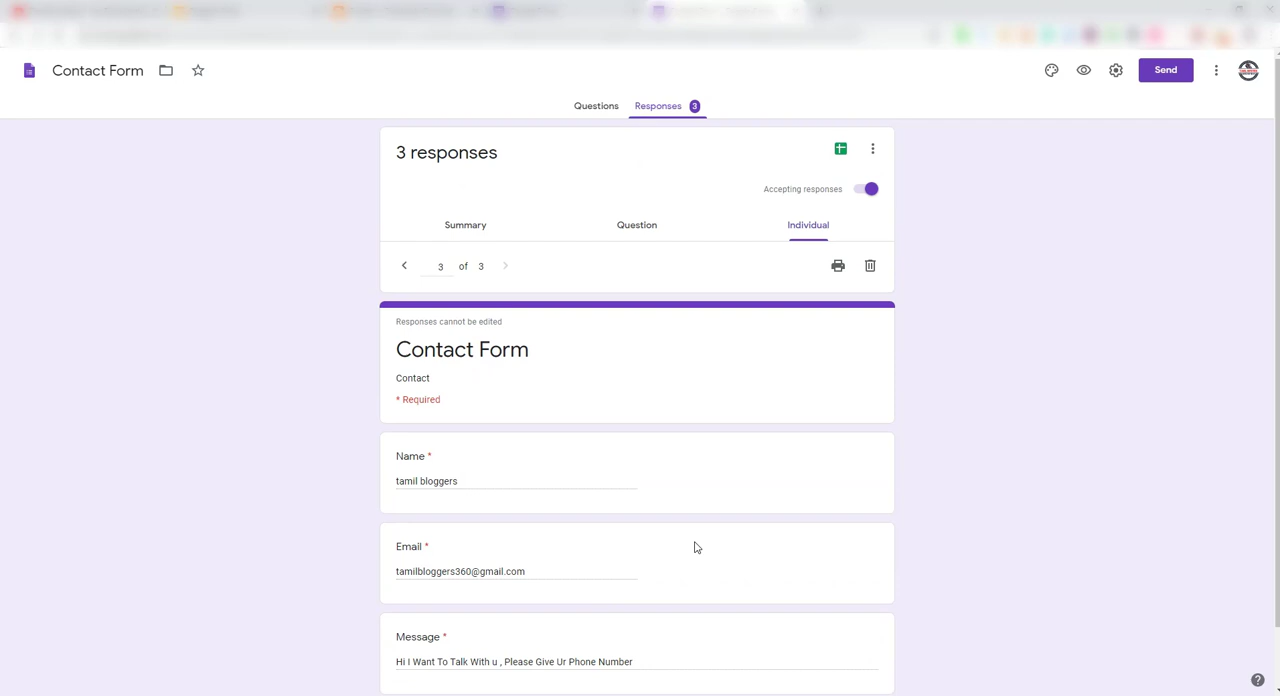 Contact Form
Send
Questions
Responses 3
3 responses
Accepting responses
Summary
Question
Individual
3 of 3
Responses cannot be edited
Contact Form
Contact
* Required
Name *
tamil bloggers
Email *
tamilbloggers360@gmail.com
Message *
Hi I Want To Talk With u , Please Give Ur Phone Number